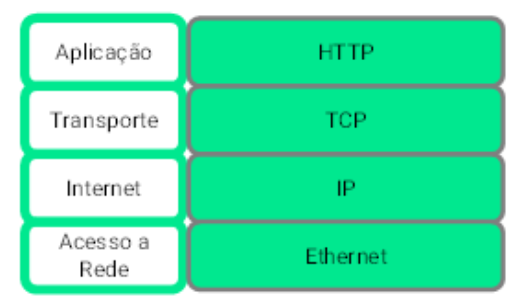 Aplicação HTTP
Transporte TCP
Internet IP
Acesso a
Rede
Ethernet